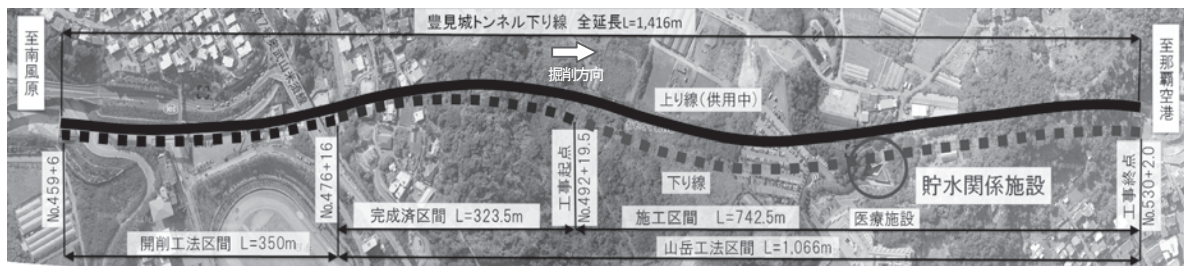 豊見城トンネル下り線 全延長L=1,416m
至南風原
至那覇空港
掘削方向
上り線(供用中)
下り線
貯水関係施設
医療施設
No.459+6
No.476+16
工事起点
No.492+19.5
工事終点
No.530+2.0
完成済区間 L=323.5m
施工区間 L=742.5m
開削工法区間 L=350m
山岳工法区間 L=1,066m